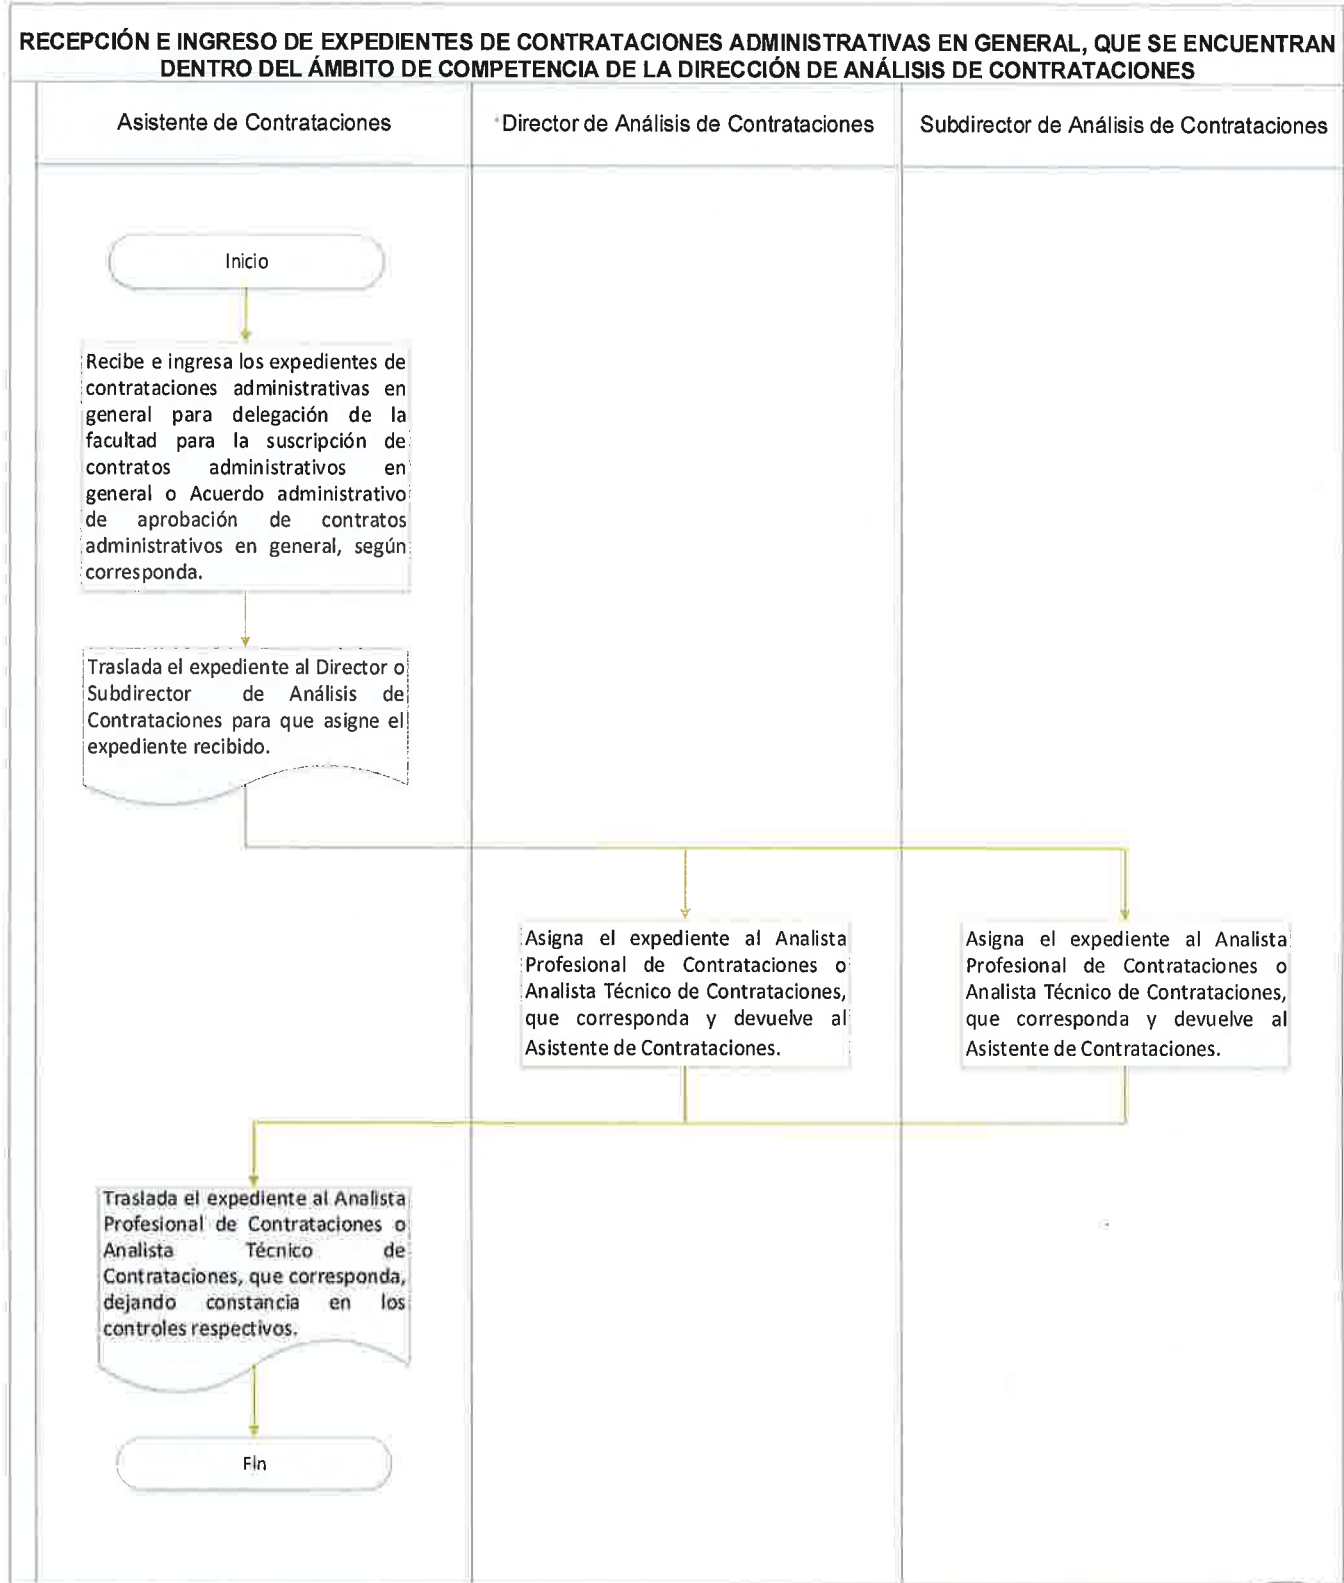 RECEPCIÓN E INGRESO DE EXPEDIENTES DE CONTRATACIONES ADMINISTRATIVAS EN GENERAL, QUE SE ENCUENTRAN
DENTRO DEL ÁMBITO DE COMPETENCIA DE LA DIRECCIÓN DE ANÁLISIS DE CONTRATACIONES
Asistente de Contrataciones
Director de Análisis de Contrataciones
Subdirector de Análisis de Contrataciones
Inicio
Recibe e ingresa los expedientes de
contrataciones administrativas en
general para delegación de la
facultad para la suscripción de
contratos administrativos en
general o Acuerdo administrativo
de aprobación de contratos
administrativos en general, según
corresponda.
Traslada el expediente al Director o
Subdirector de Análisis de
Contrataciones para que asigne el
expediente recibido.
Asigna el expediente al Analista
Profesional de Contrataciones o
Analista Técnico de Contrataciones,
que corresponda y devuelve al
Asistente de Contrataciones.
Asigna el expediente al Analista
Profesional de Contrataciones o
Analista Técnico de Contrataciones,
que corresponda y devuelve al
Asistente de Contrataciones.
Traslada el expediente al Analista
Profesional de Contrataciones o
Analista Técnico de
Contrataciones, que corresponda,
dejando constancia en los
controles respectivos.
Fin